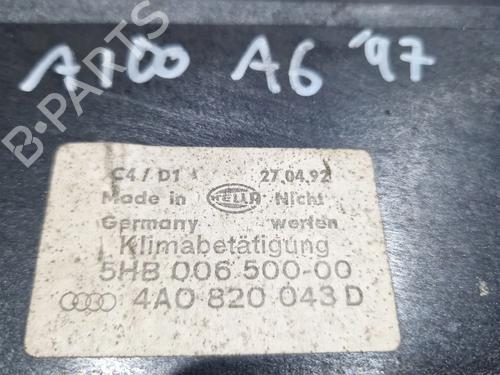 A100 A6 '97
C4 / D1 27.04.92
Made in HELLA Nicht
Germany werfen
Klimabetätigung
5HB 006 500-00
4A0 820 043 D
B-PARTS